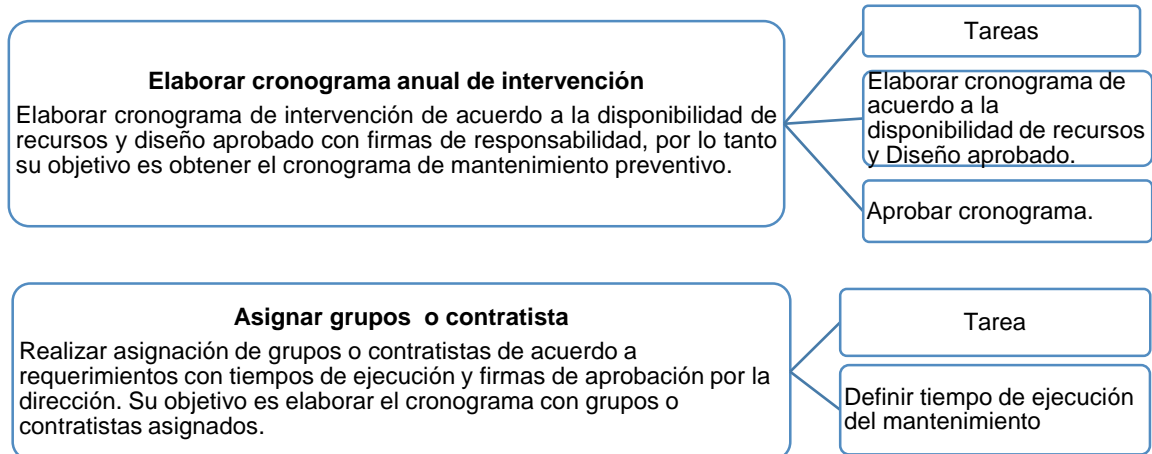 Elaborar cronograma anual de intervención
Elaborar cronograma de intervención de acuerdo a la disponibilidad de
recursos y diseño aprobado con firmas de responsabilidad, por lo tanto
su objetivo es obtener el cronograma de mantenimiento preventivo.
Tareas
Elaborar cronograma de
acuerdo a la
disponibilidad de recursos
y Diseño aprobado.
Aprobar cronograma.
Asignar grupos o contratista
Realizar asignación de grupos o contratistas de acuerdo a
requerimientos con tiempos de ejecución y firmas de aprobación por la
dirección. Su objetivo es elaborar el cronograma con grupos o
contratistas asignados.
Tarea
Definir tiempo de ejecución
del mantenimiento